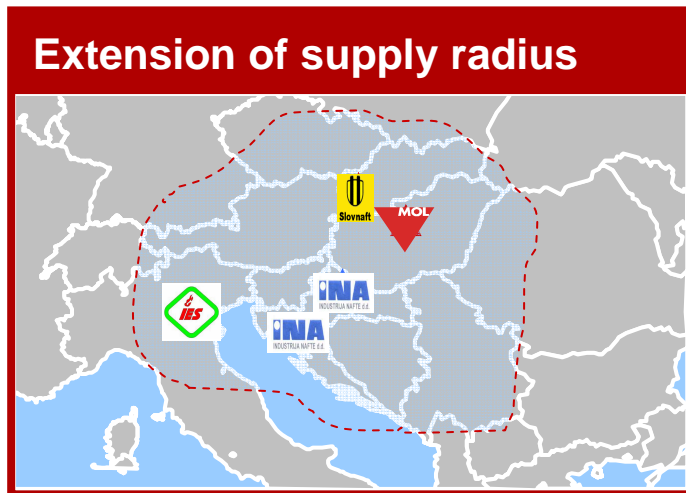 Extension of supply radius
Slovnaft
MOL
IES
INA
INDUSTRIJA NAFTE d.d.
INA
INDUSTRIJA NAFTE d.d.